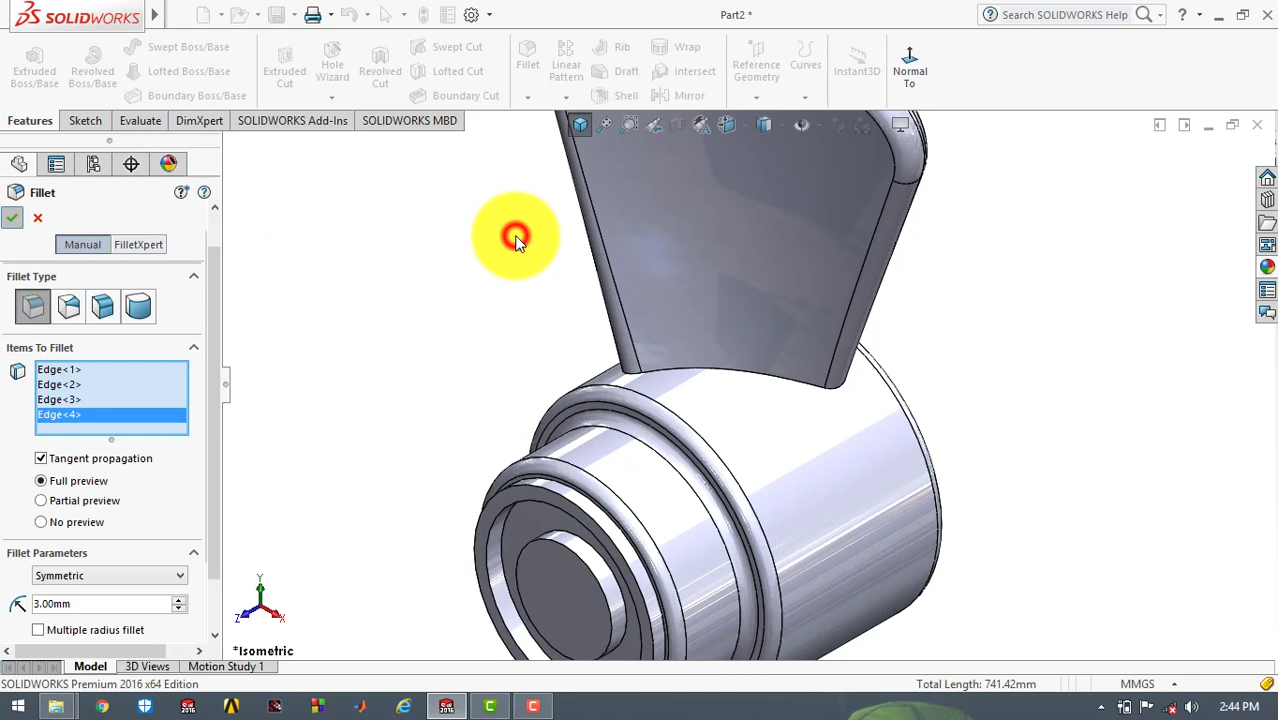 SOLIDWORKS
Part2 *
Search SOLIDWORKS Help
Extruded Boss/Base
Revolved Boss/Base
Swept Boss/Base
Lofted Boss/Base
Boundary Boss/Base
Extruded Cut
Hole Wizard
Revolved Cut
Swept Cut
Lofted Cut
Boundary Cut
Fillet
Linear Pattern
Rib
Draft
Shell
Wrap
Intersect
Mirror
Reference Geometry
Curves
Instant3D
Normal To
Features
Sketch
Evaluate
DimXpert
SOLIDWORKS Add-Ins
SOLIDWORKS MBD
Fillet
Manual
FilletXpert
Fillet Type
Items To Fillet
Edge<1>
Edge<2>
Edge<3>
Edge<4>
Tangent propagation
Full preview
Partial preview
No preview
Fillet Parameters
Symmetric
3.00mm
Multiple radius fillet
Y
Z
X
*Isometric
Model
3D Views
Motion Study 1
SOLIDWORKS Premium 2016 x64 Edition
Total Length: 741.42mm
MMGS
2:44 PM